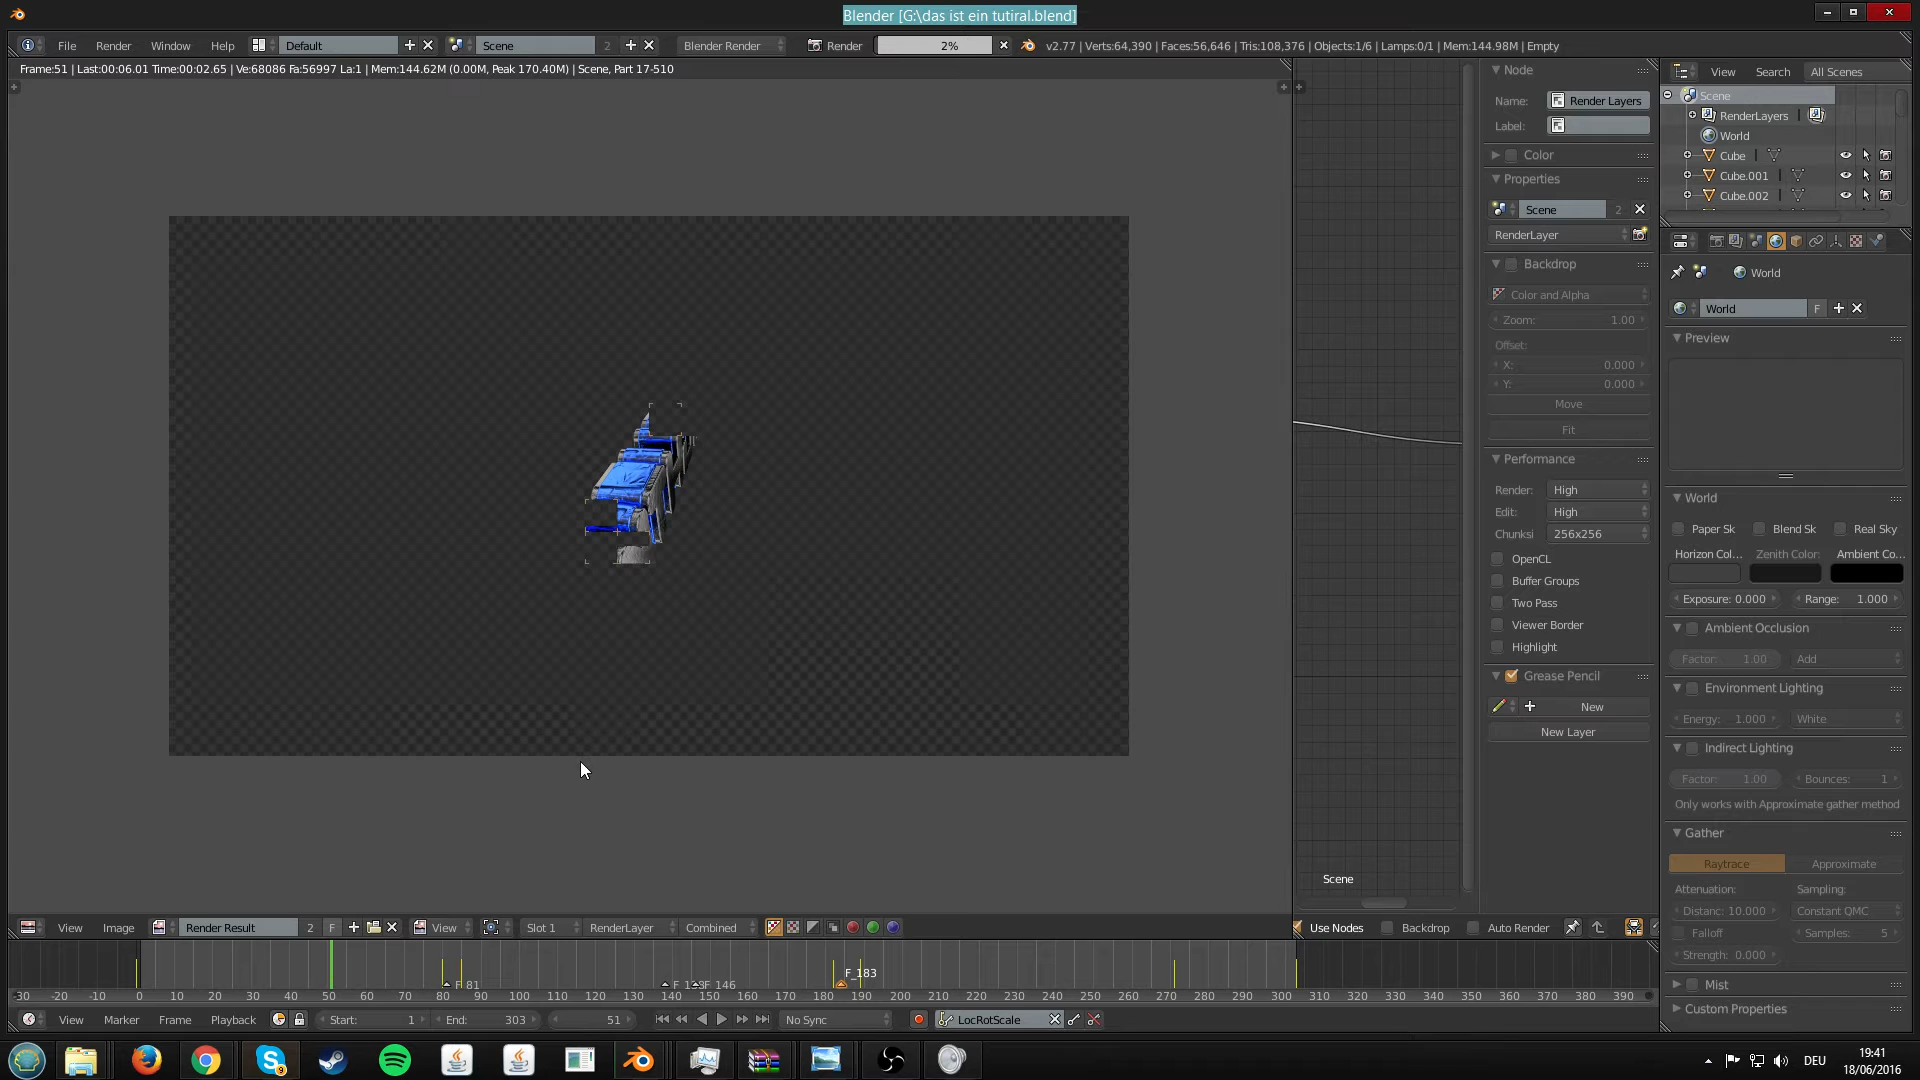 Blender [G:\das ist ein tutiral.blend]
File Render Window Help Default Scene 2 Blender Render Render 2% v2.77 | Verts:64,390 | Faces:56,646 | Tris:108,376 | Objects:1/6 | Lamps:0/1 | Mem:144.98M | Empty
Frame:51 | Last:00:06.01 Time:00:02.65 | Ve:68086 Fa:56997 La:1 | Mem:144.62M (0.00M, Peak 170.40M) | Scene, Part 17-510
Node
Name: Render Layers
Label:
Color
Properties
Scene 2
RenderLayer
Backdrop
Color and Alpha
Zoom: 1.00
Offset:
X: 0.000
Y: 0.000
Move
Fit
Performance
Render: High
Edit: High
Chunksi 256x256
OpenCL
Buffer Groups
Two Pass
Viewer Border
Highlight
Grease Pencil
New
New Layer
Scene
View Search All Scenes
Scene
RenderLayers
World
Cube
Cube.001
Cube.002
World
World F
Preview
World
Paper Sk Blend Sk Real Sky
Horizon Col... Zenith Color: Ambient Co...
Exposure: 0.000 Range: 1.000
Ambient Occlusion
Factor: 1.00 Add
Environment Lighting
Energy: 1.000 White
Indirect Lighting
Factor: 1.00 Bounces: 1
Only works with Approximate gather method
Gather
Raytrace Approximate
Attenuation: Sampling:
Distanc: 10.000 Constant QMC
Falloff Samples: 5
Strength: 0.000
Mist
Custom Properties
View Image Render Result 2 F View Slot 1 RenderLayer Combined Use Nodes Backdrop Auto Render
F_183
F_81 F_146
-30 -20 -10 0 10 20 30 40 50 60 70 80 90 100 110 120 130 140 150 160 170 180 190 200 210 220 230 240 250 260 270 280 290 300 310 320 330 340 350 360 370 380 390
View Marker Frame Playback Start: 1 End: 303 51 No Sync LocRotScale
DEU
19:41
18/06/2016